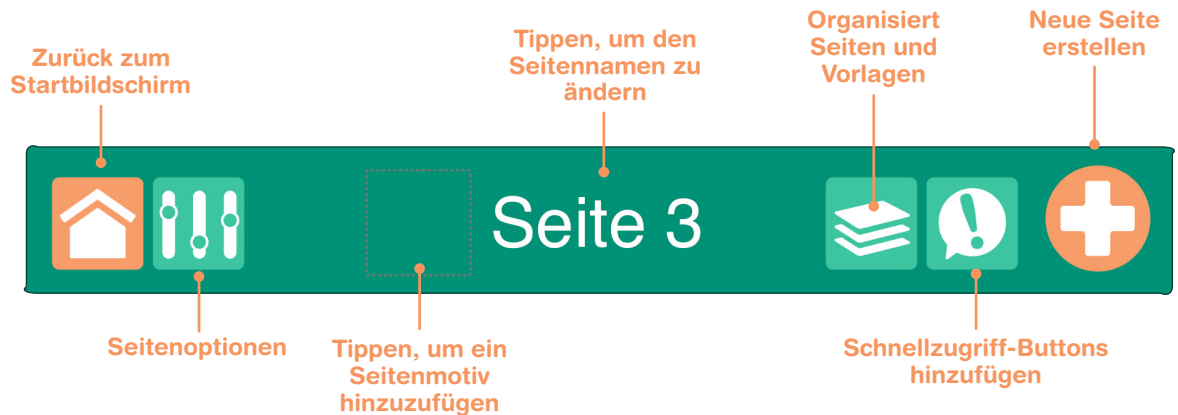 Zurück zum
Startbildschirm
Tippen, um den
Seitennamen zu
ändern
Organisiert
Seiten und
Vorlagen
Neue Seite
erstellen
Seite 3
Seitenoptionen
Tippen, um ein
Seitenmotiv
hinzuzufügen
Schnellzugriff-Buttons
hinzufügen